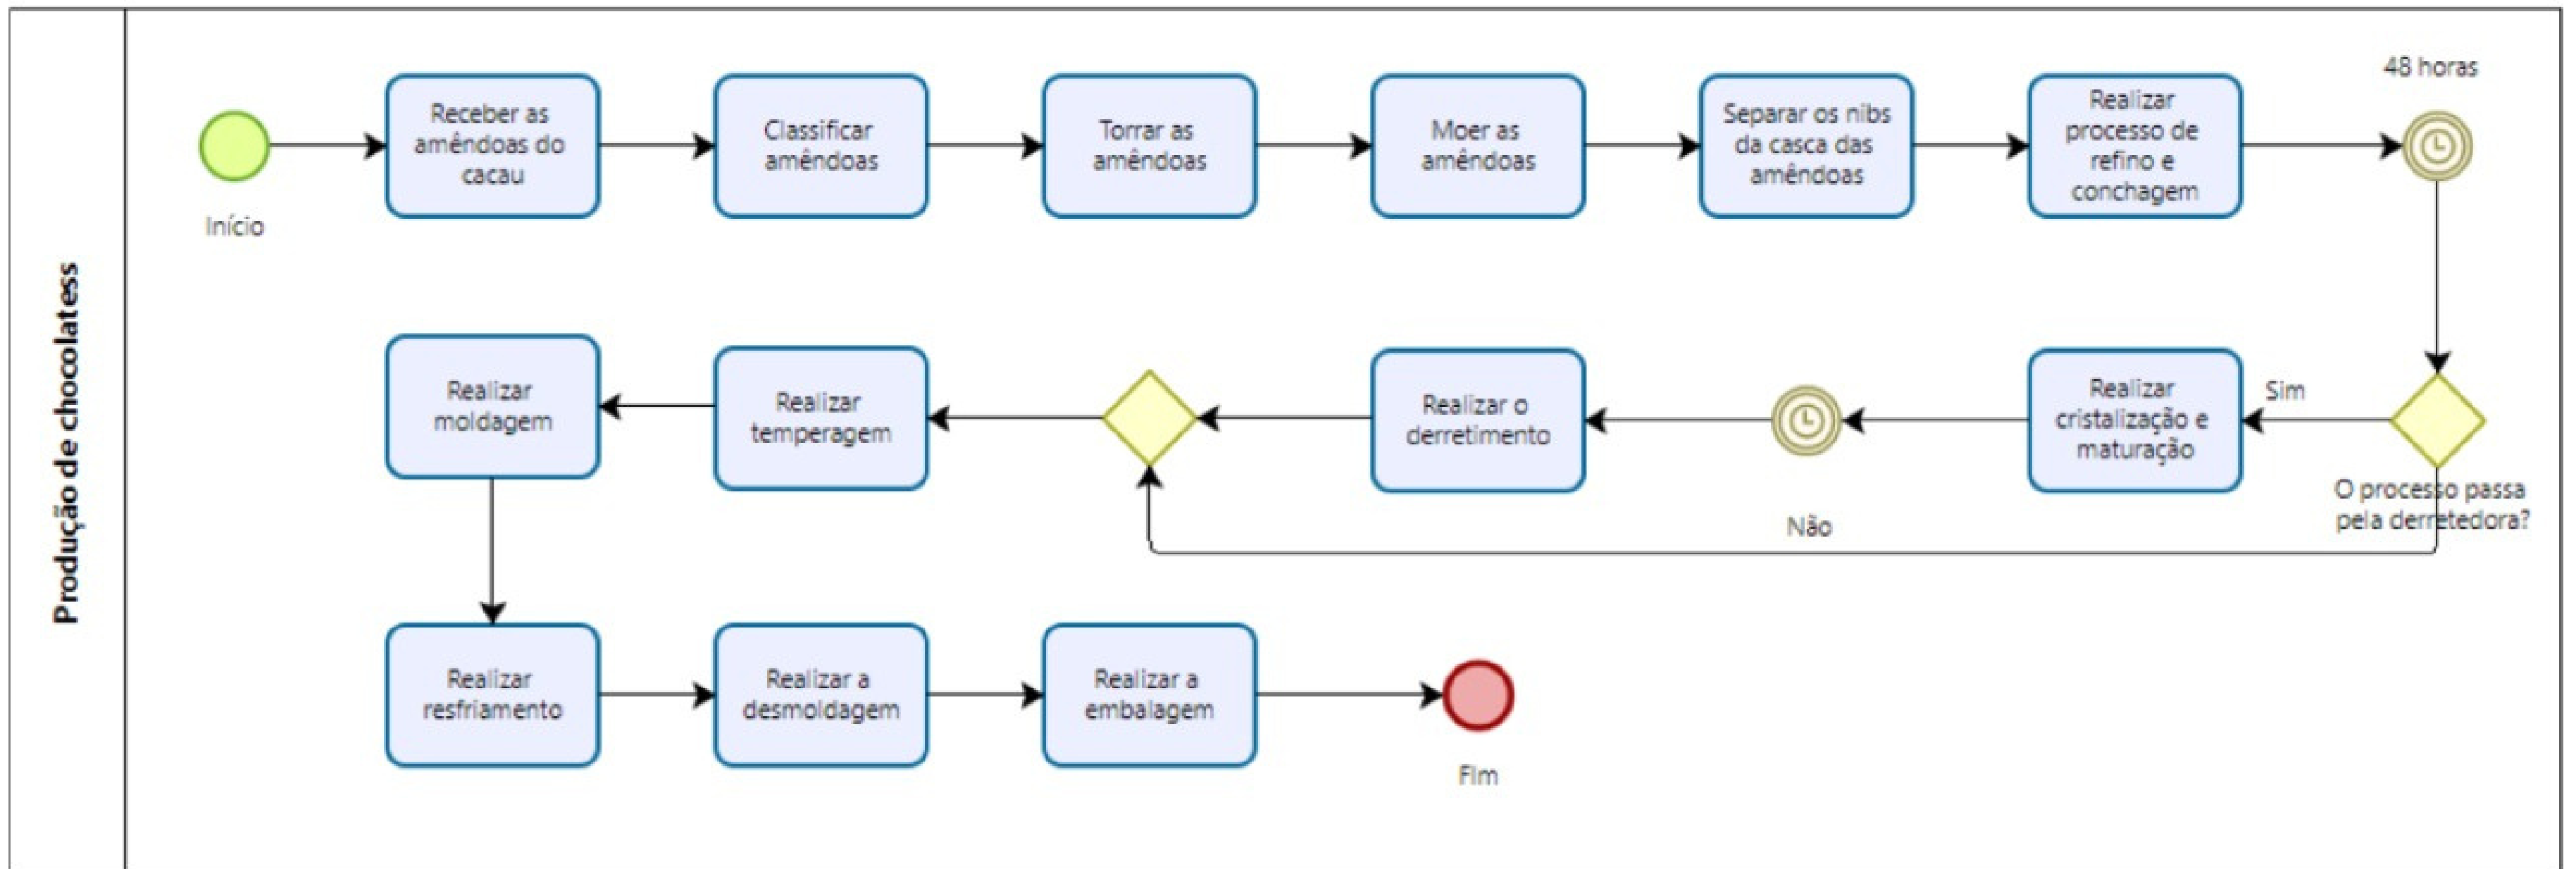 Produção de chocolatess
Início
Receber as
amêndoas do
cacau
Classificar
amêndoas
Torrar as
amêndoas
Moer as
amêndoas
Separar os nibs
da casca das
amêndoas
Realizar
processo de
refino e
conchagem
48 horas
O processo passa
pela derretedora?
Sim
Realizar
cristalização e
maturação
Não
Realizar o
derretimento
Realizar
temperagem
Realizar
moldagem
Realizar
resfriamento
Realizar a
desmoldagem
Realizar a
embalagem
FIm